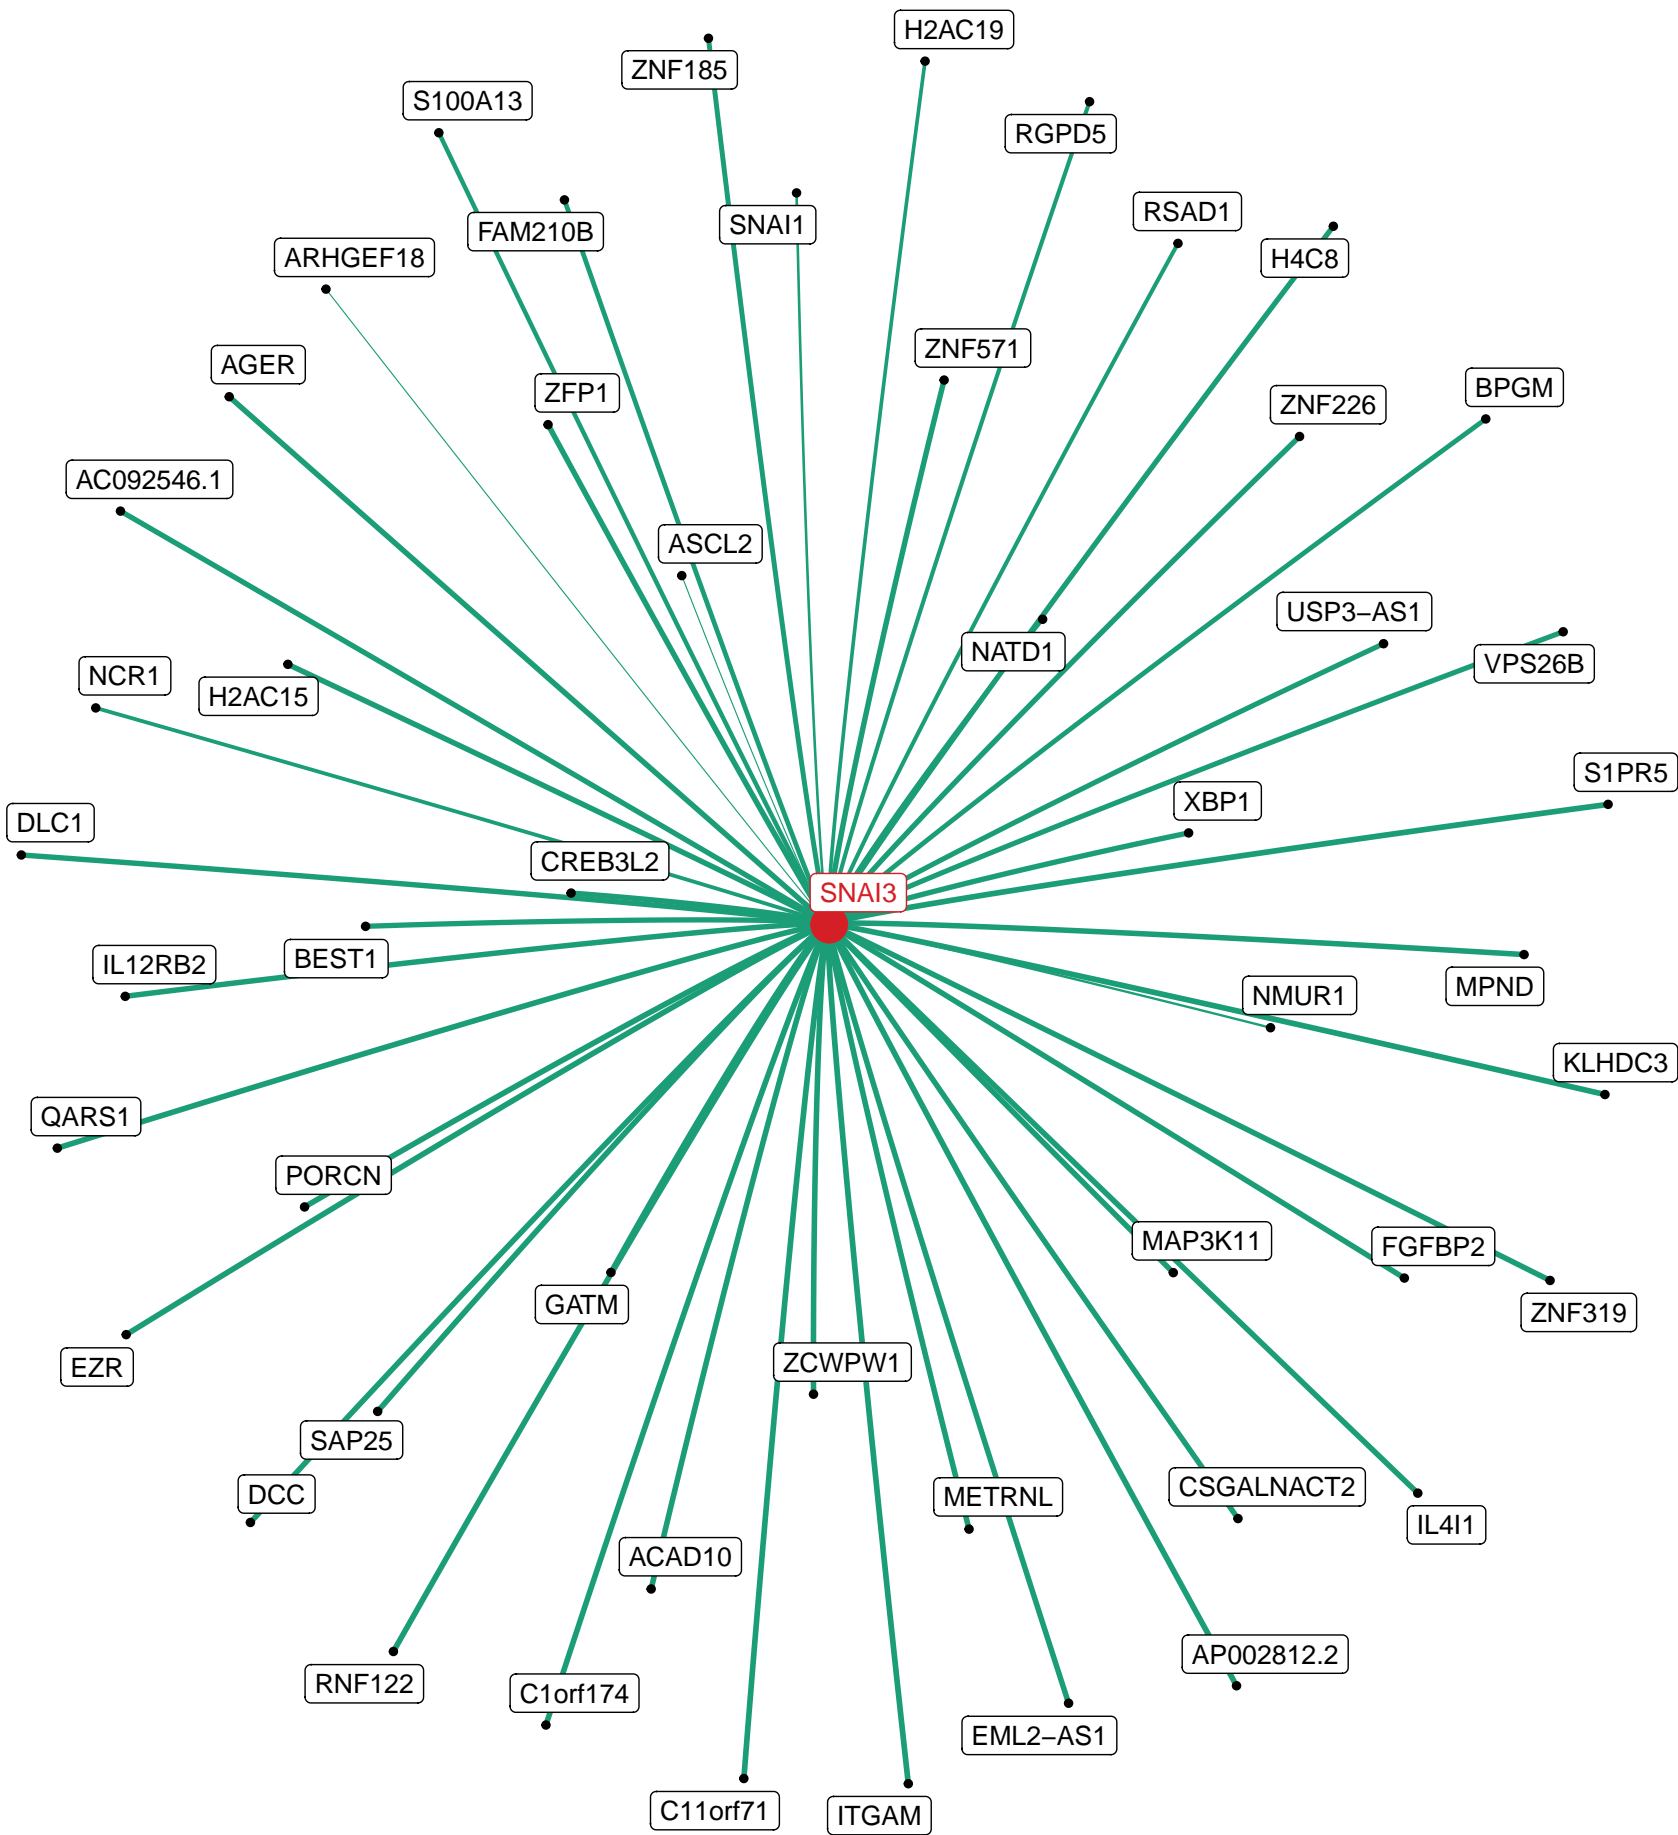 H2AC19
ZNF185
S100A13
RGPD5
RSAD1
SNAI1
FAM210B
ARHGEF18
H4C8
ZNF571
AGER
BPGM
ZFP1
ZNF226
AC092546.1
ASCL2
USP3−AS1
NATD1
VPS26B
NCR1
H2AC15
S1PR5
XBP1
DLC1
CREB3L2
SNAI3
BEST1
IL12RB2
MPND
NMUR1
KLHDC3
QARS1
PORCN
MAP3K11
FGFBP2
GATM
ZNF319
ZCWPW1
EZR
SAP25
CSGALNACT2
DCC
METRNL
IL4I1
ACAD10
AP002812.2
RNF122
C1orf174
EML2−AS1
C11orf71
ITGAM